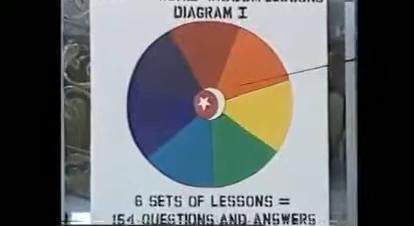 DIAGRAM I
6 SETS OF LESSONS =
154 QUESTIONS AND ANSWERS